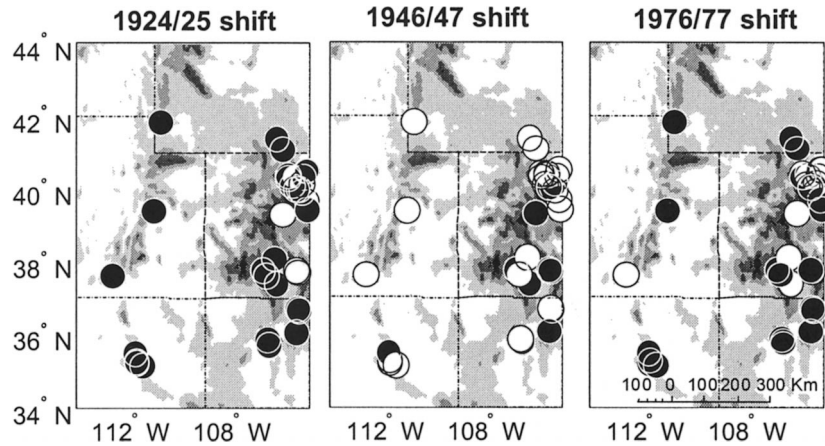 1924/25 shift 1946/47 shift 1976/77 shift
44° N
42° N
40° N
38° N
36° N
34° N
100 0 100 200 300 Km
112° W 108° W 112° W 108° W 112° W 108° W